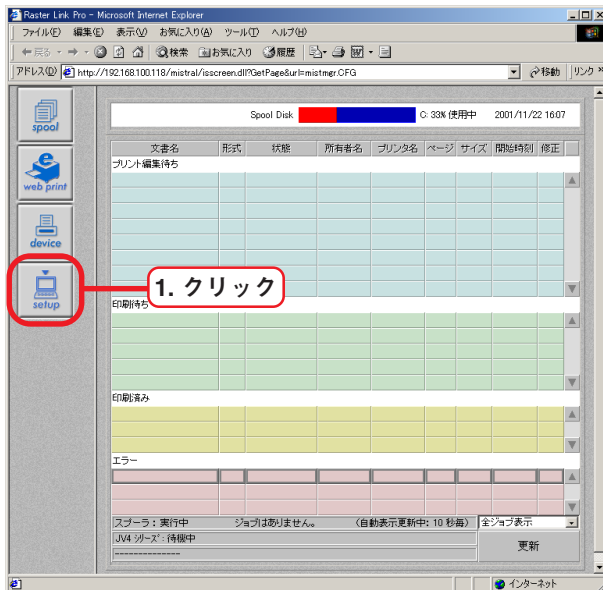 Raster Link Pro - Microsoft Internet Explorer
ファイル(F) 編集(E) 表示(V) お気に入り(A) ツール(T) ヘルプ(H)
戻る 検索 お気に入り 履歴
アドレス(D) http://192.168.100.118/mistral/isscreen.dll?GetPage&url=mistmgr.CFG 移動 リンク »
spool
web print
device
setup
Spool Disk C: 33% 使用中 2001/11/22 16:07
文書名 形式 状態 所有者名 プリンタ名 ページ サイズ 開始時刻 修正
プリント編集待ち
1. クリック
印刷待ち
印刷済み
エラー
スプーラ : 実行中 ジョブはありません。 (自動表示更新中: 10 秒毎) 全ジョブ表示
JV4 シリーズ : 待機中
--------------
更新
インターネット